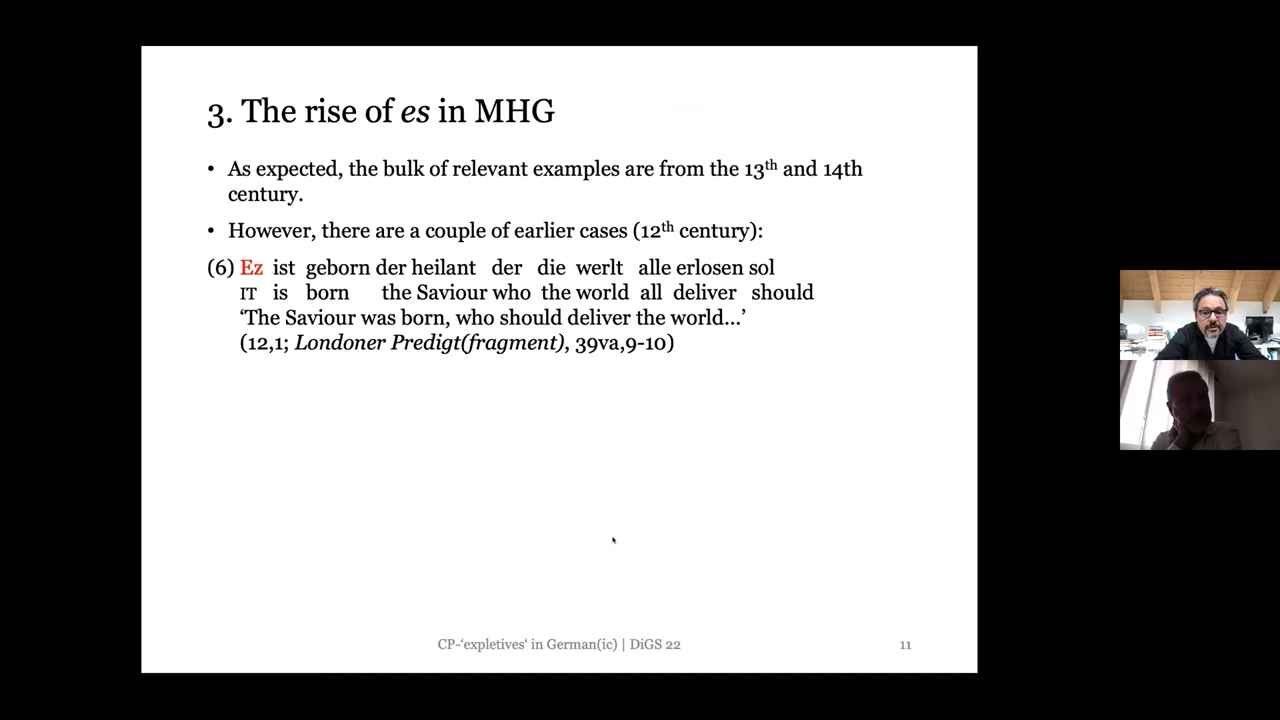 3. The rise of es in MHG
• As expected, the bulk of relevant examples are from the 13th and 14th
century.
• However, there are a couple of earlier cases (12th century):
(6) Ez ist geborn der heilant der die werlt alle erlosen sol
IT is born the Saviour who the world all deliver should
‘The Saviour was born, who should deliver the world…’
(12,1; Londoner Predigt(fragment), 39va,9-10)
CP-‘expletives‘ in German(ic) | DiGS 22
11